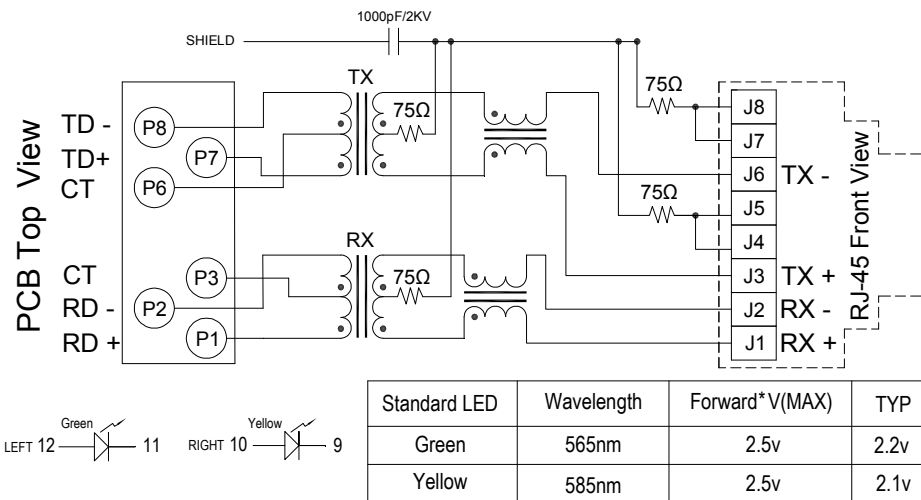 1000pF/2KV
SHIELD
TX
75Ω
75Ω
J8
J7
J6 TX -
75Ω
J5
J4
J3 TX +
J2 RX -
J1 RX +
RJ-45 Front View
PCB Top View
TD - P8
TD+ P7
CT P6
CT P3
RD - P2
RD + P1
RX
75Ω
Green
LEFT 12 11
Yellow
RIGHT 10 9
Standard LED Wavelength Forward*V(MAX) TYP
Green 565nm 2.5v 2.2v
Yellow 585nm 2.5v 2.1v